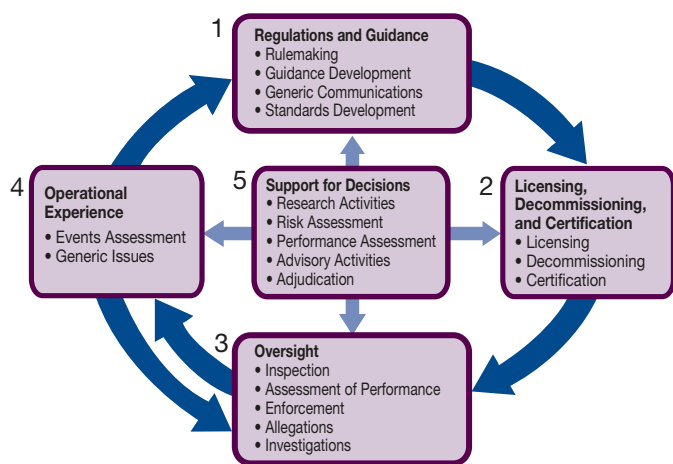 1
Regulations and Guidance
• Rulemaking
• Guidance Development
• Generic Communications
• Standards Development
4
Operational
Experience
• Events Assessment
• Generic Issues
5
Support for Decisions
• Research Activities
• Risk Assessment
• Performance Assessment
• Advisory Activities
• Adjudication
2
Licensing,
Decommissioning,
and Certification
• Licensing
• Decommissioning
• Certification
3
Oversight
• Inspection
• Assessment of Performance
• Enforcement
• Allegations
• Investigations